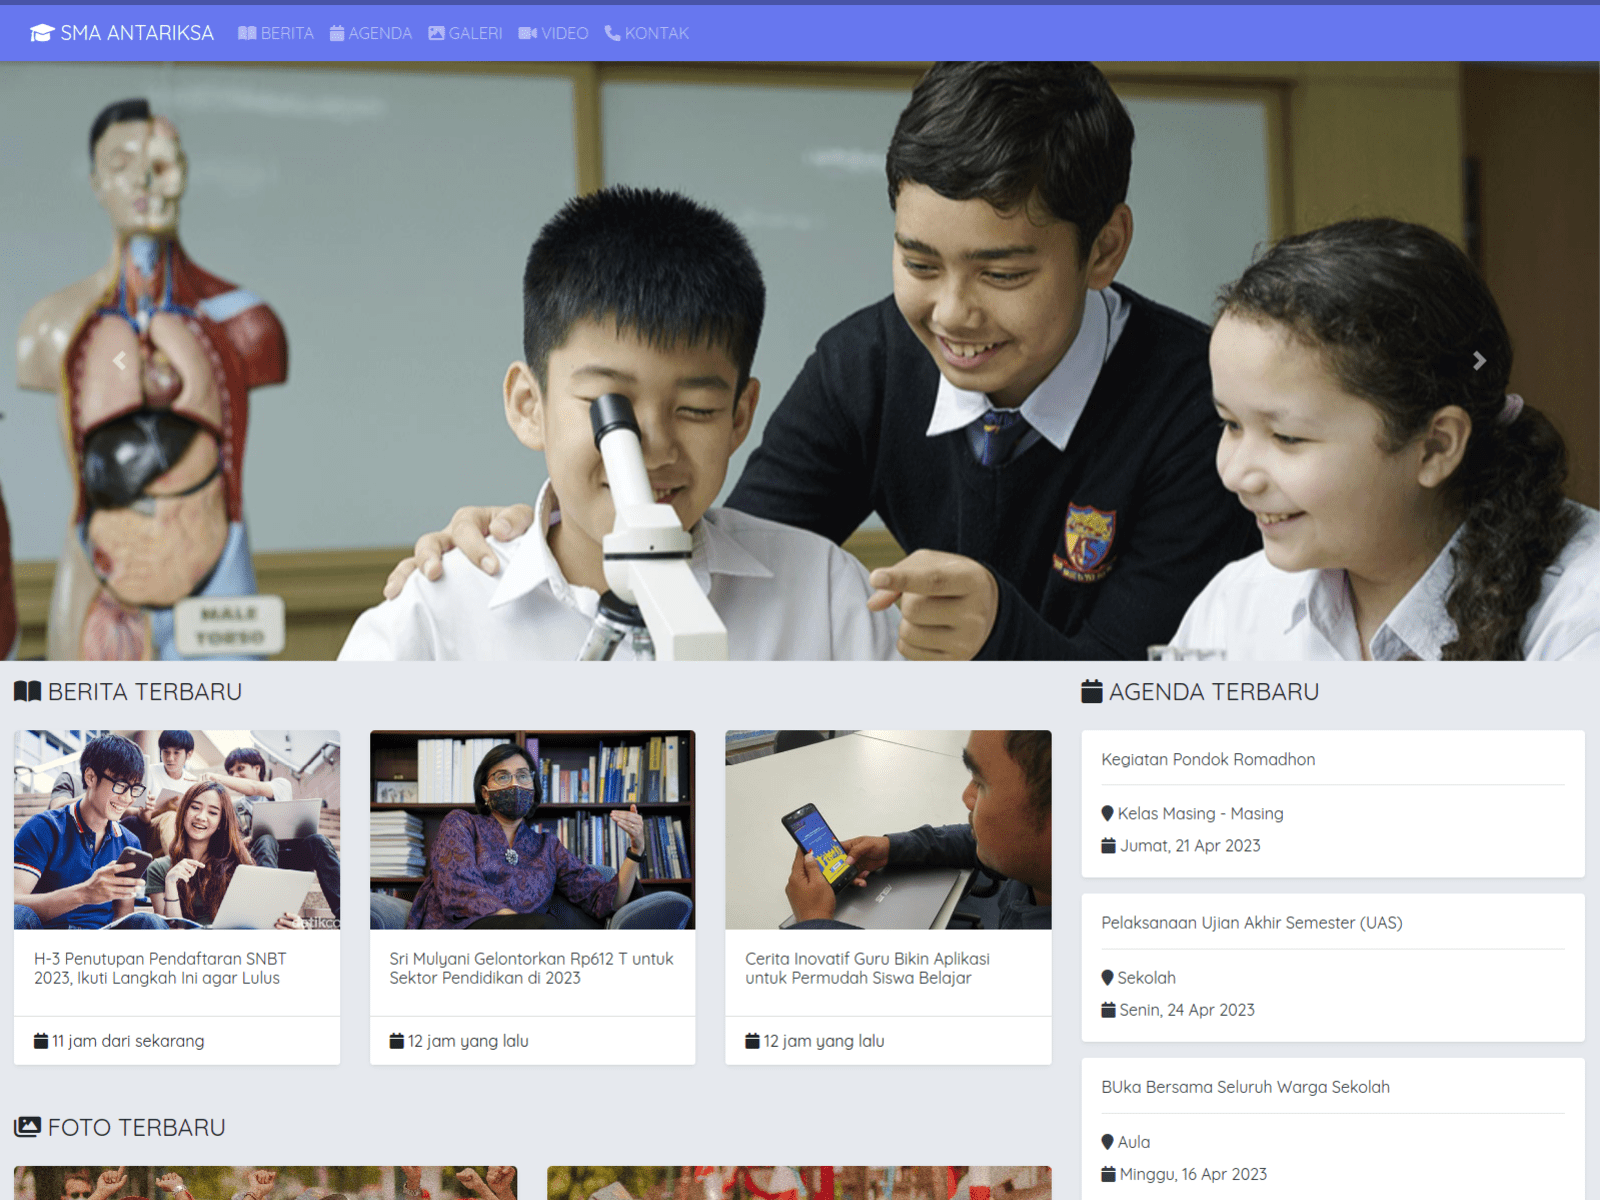 SMA ANTARIKSA BERITA AGENDA GALERI VIDEO KONTAK
MALE
TORSO
BERITA TERBARU
H-3 Penutupan Pendaftaran SNBT
2023, Ikuti Langkah Ini agar Lulus
11 jam dari sekarang
Sri Mulyani Gelontorkan Rp612 T untuk
Sektor Pendidikan di 2023
12 jam yang lalu
Cerita Inovatif Guru Bikin Aplikasi
untuk Permudah Siswa Belajar
12 jam yang lalu
FOTO TERBARU
AGENDA TERBARU
Kegiatan Pondok Romadhon
Kelas Masing - Masing
Jumat, 21 Apr 2023
Pelaksanaan Ujian Akhir Semester (UAS)
Sekolah
Senin, 24 Apr 2023
BUka Bersama Seluruh Warga Sekolah
Aula
Minggu, 16 Apr 2023